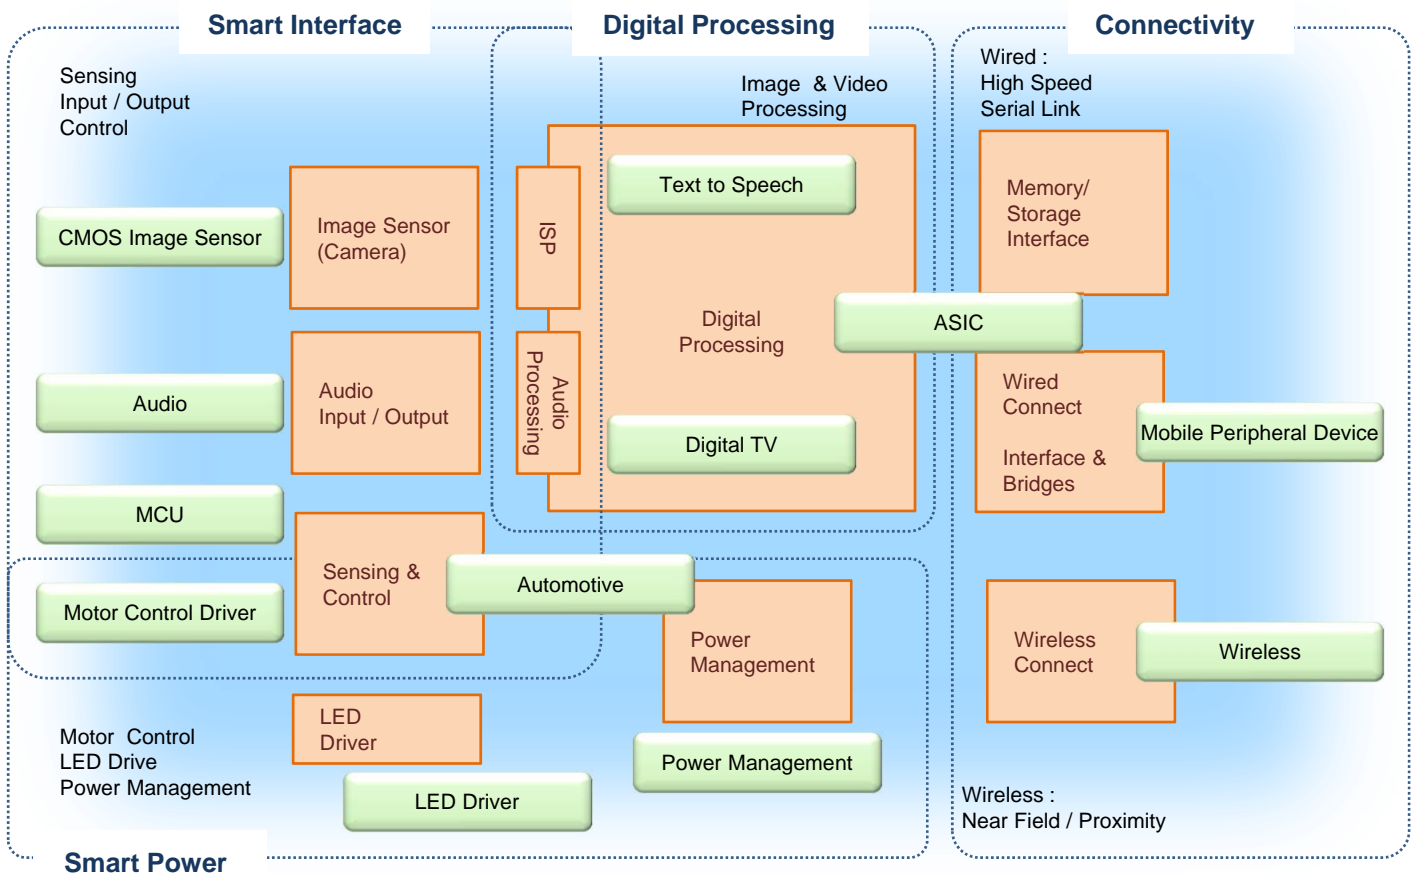 Smart Interface
Digital Processing
Connectivity
Sensing
Input / Output
Control
Image & Video
Processing
Wired :
High Speed
Serial Link
CMOS Image Sensor
Image Sensor
(Camera)
ISP
Text to Speech
Memory/
Storage
Interface
Digital
Processing
ASIC
Audio
Audio
Input / Output
Audio
Processing
Digital TV
Wired
Connect
Interface &
Bridges
Mobile Peripheral Device
MCU
Motor Control Driver
Sensing &
Control
Automotive
Power
Management
Wireless
Connect
Wireless
LED
Driver
Motor Control
LED Drive
Power Management
LED Driver
Power Management
Wireless :
Near Field / Proximity
Smart Power